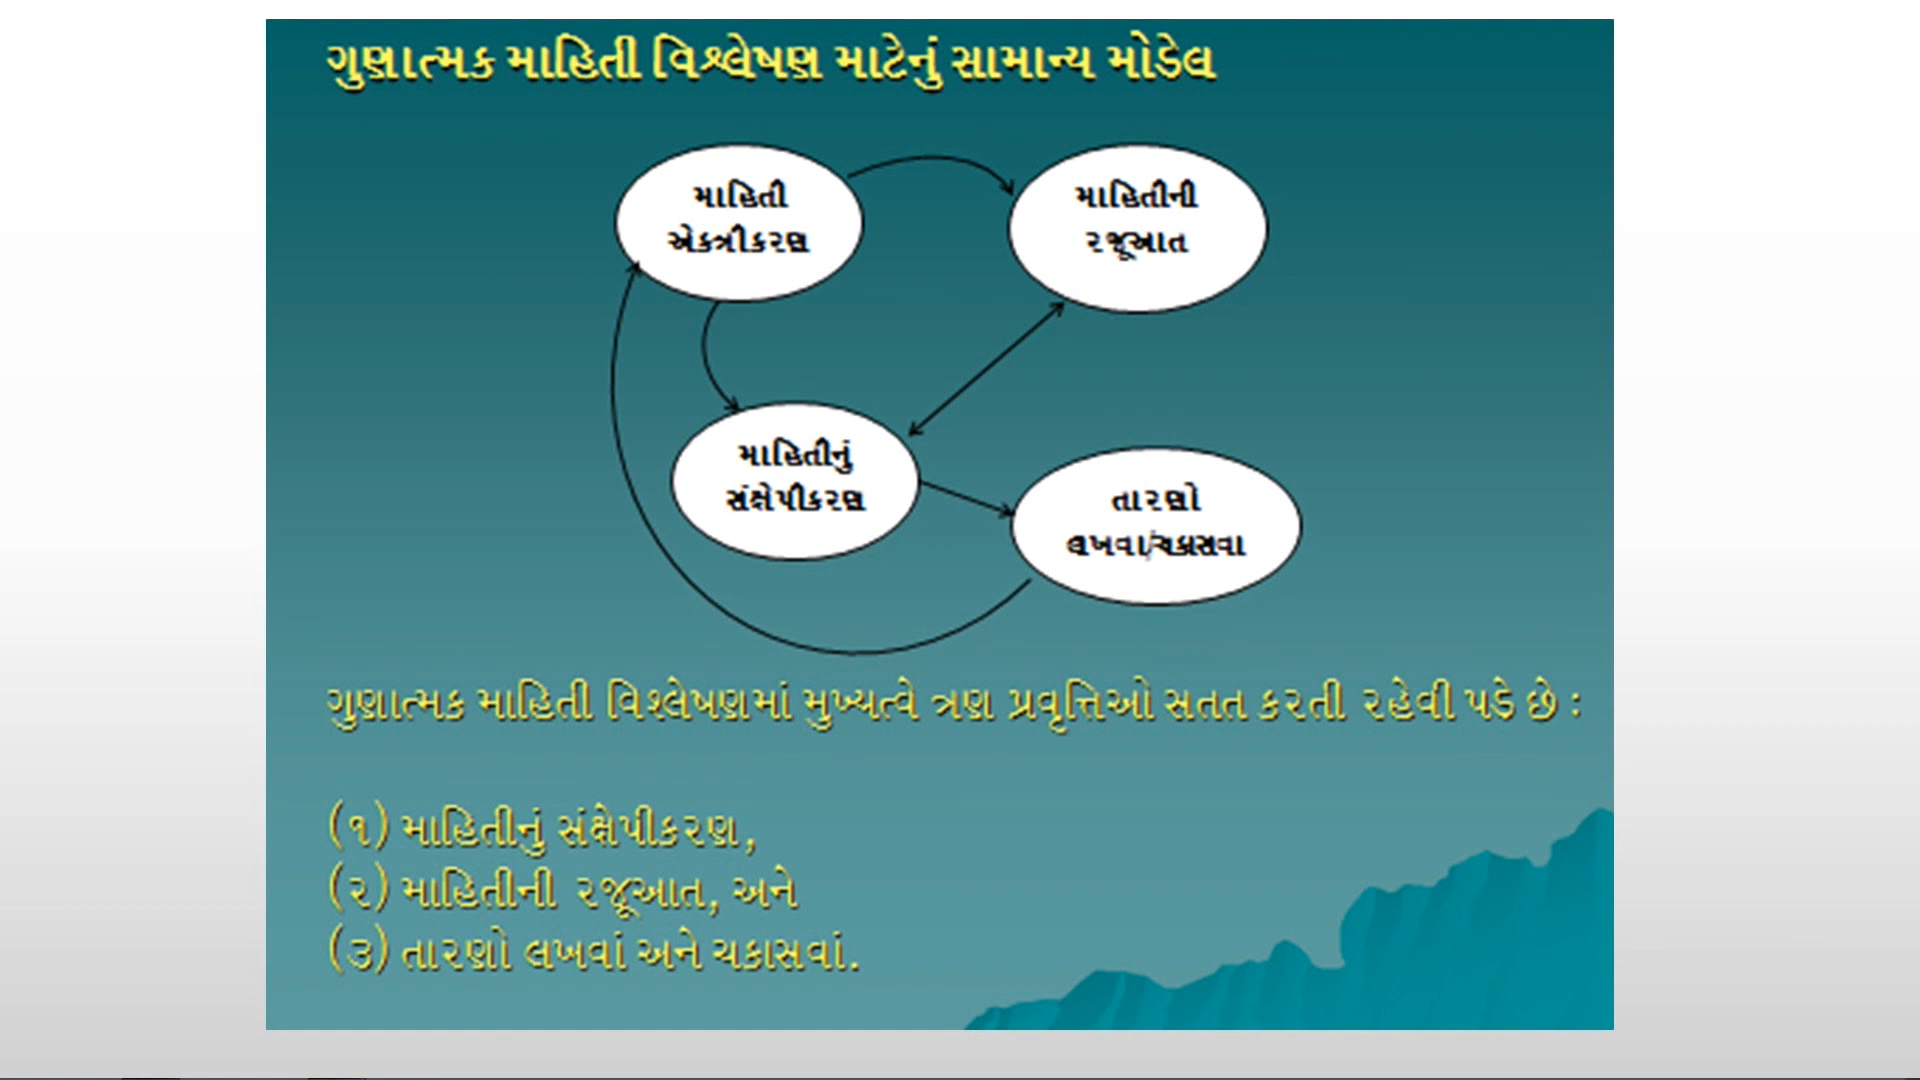 ગુણાત્મક માહિતી વિશ્લેષણ માટેનું સામાન્ય મોડેલ
માહિતી
એકત્રીકરણ
માહિતીની
રજૂઆત
માહિતીનું
સંક્ષેપીકરણ
તારણો
લખવા/ચકાસવા
ગુણાત્મક માહિતી વિશ્લેષણમાં મુખ્યત્વે ત્રણ પ્રવૃત્તિઓ સતત કરતી રહેવી પડે છે :
(૧) માહિતીનું સંક્ષેપીકરણ,
(૨) માહિતીની રજૂઆત, અને
(૩) તારણો લખવાં અને ચકાસવાં.